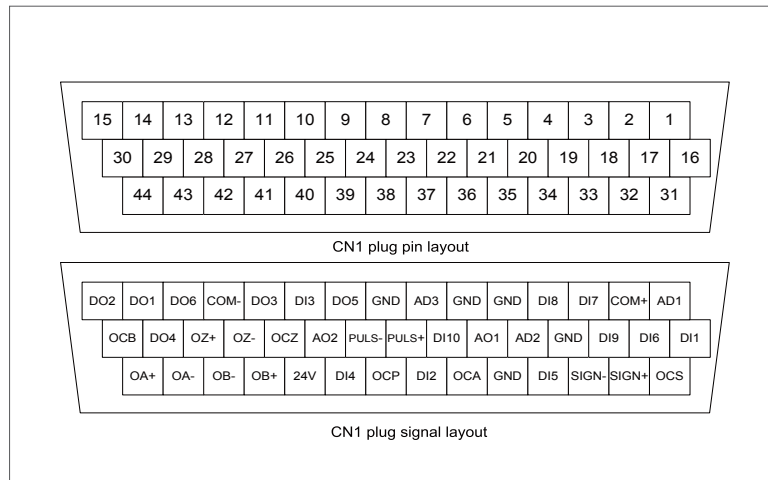 15 14 13 12 11 10 9 8 7 6 5 4 3 2 1
30 29 28 27 26 25 24 23 22 21 20 19 18 17 16
44 43 42 41 40 39 38 37 36 35 34 33 32 31
CN1 plug pin layout
DO2 DO1 DO6 COM- DO3 DI3 DO5 GND AD3 GND GND DI8 DI7 COM+ AD1
OCB DO4 OZ+ OZ- OCZ AO2 PULS- PULS+ DI10 AO1 AD2 GND DI9 DI6 DI1
OA+ OA- OB- OB+ 24V DI4 OCP DI2 OCA GND DI5 SIGN- SIGN+ OCS
CN1 plug signal layout